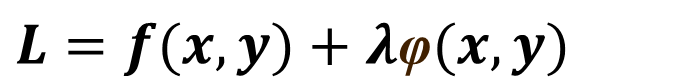 L = f(x, y) + λφ(x, y)